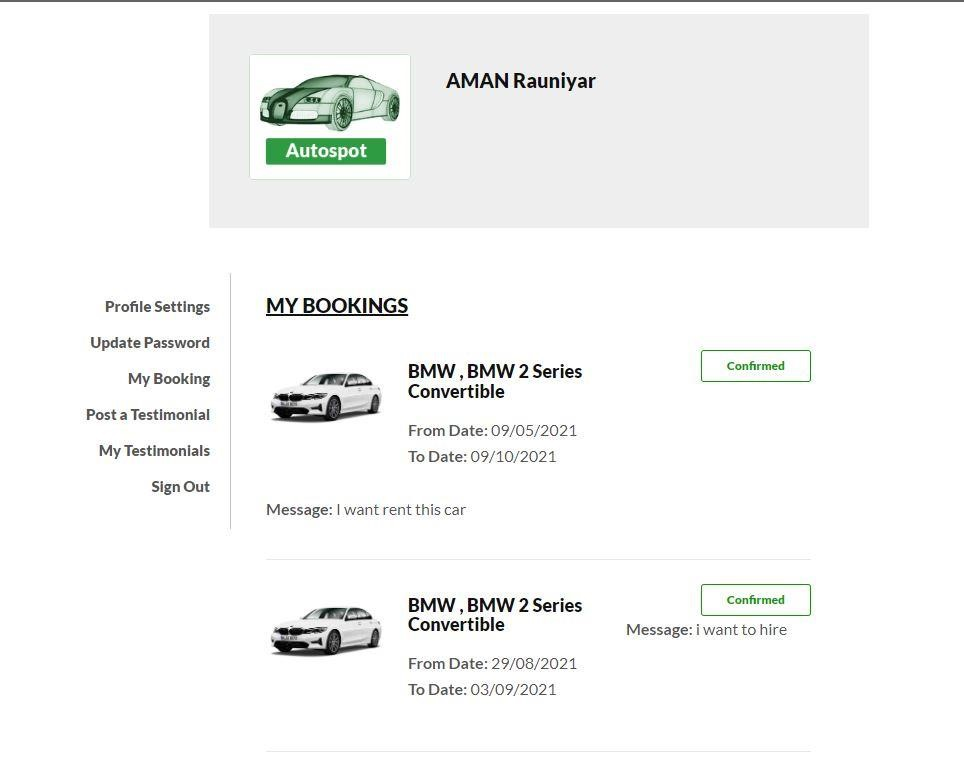 Autospot
AMAN Rauniyar
Profile Settings
Update Password
My Booking
Post a Testimonial
My Testimonials
Sign Out
MY BOOKINGS
BMW , BMW 2 Series
Convertible
Confirmed
From Date: 09/05/2021
To Date: 09/10/2021
Message: I want rent this car
BMW , BMW 2 Series
Convertible
Confirmed
Message: i want to hire
From Date: 29/08/2021
To Date: 03/09/2021